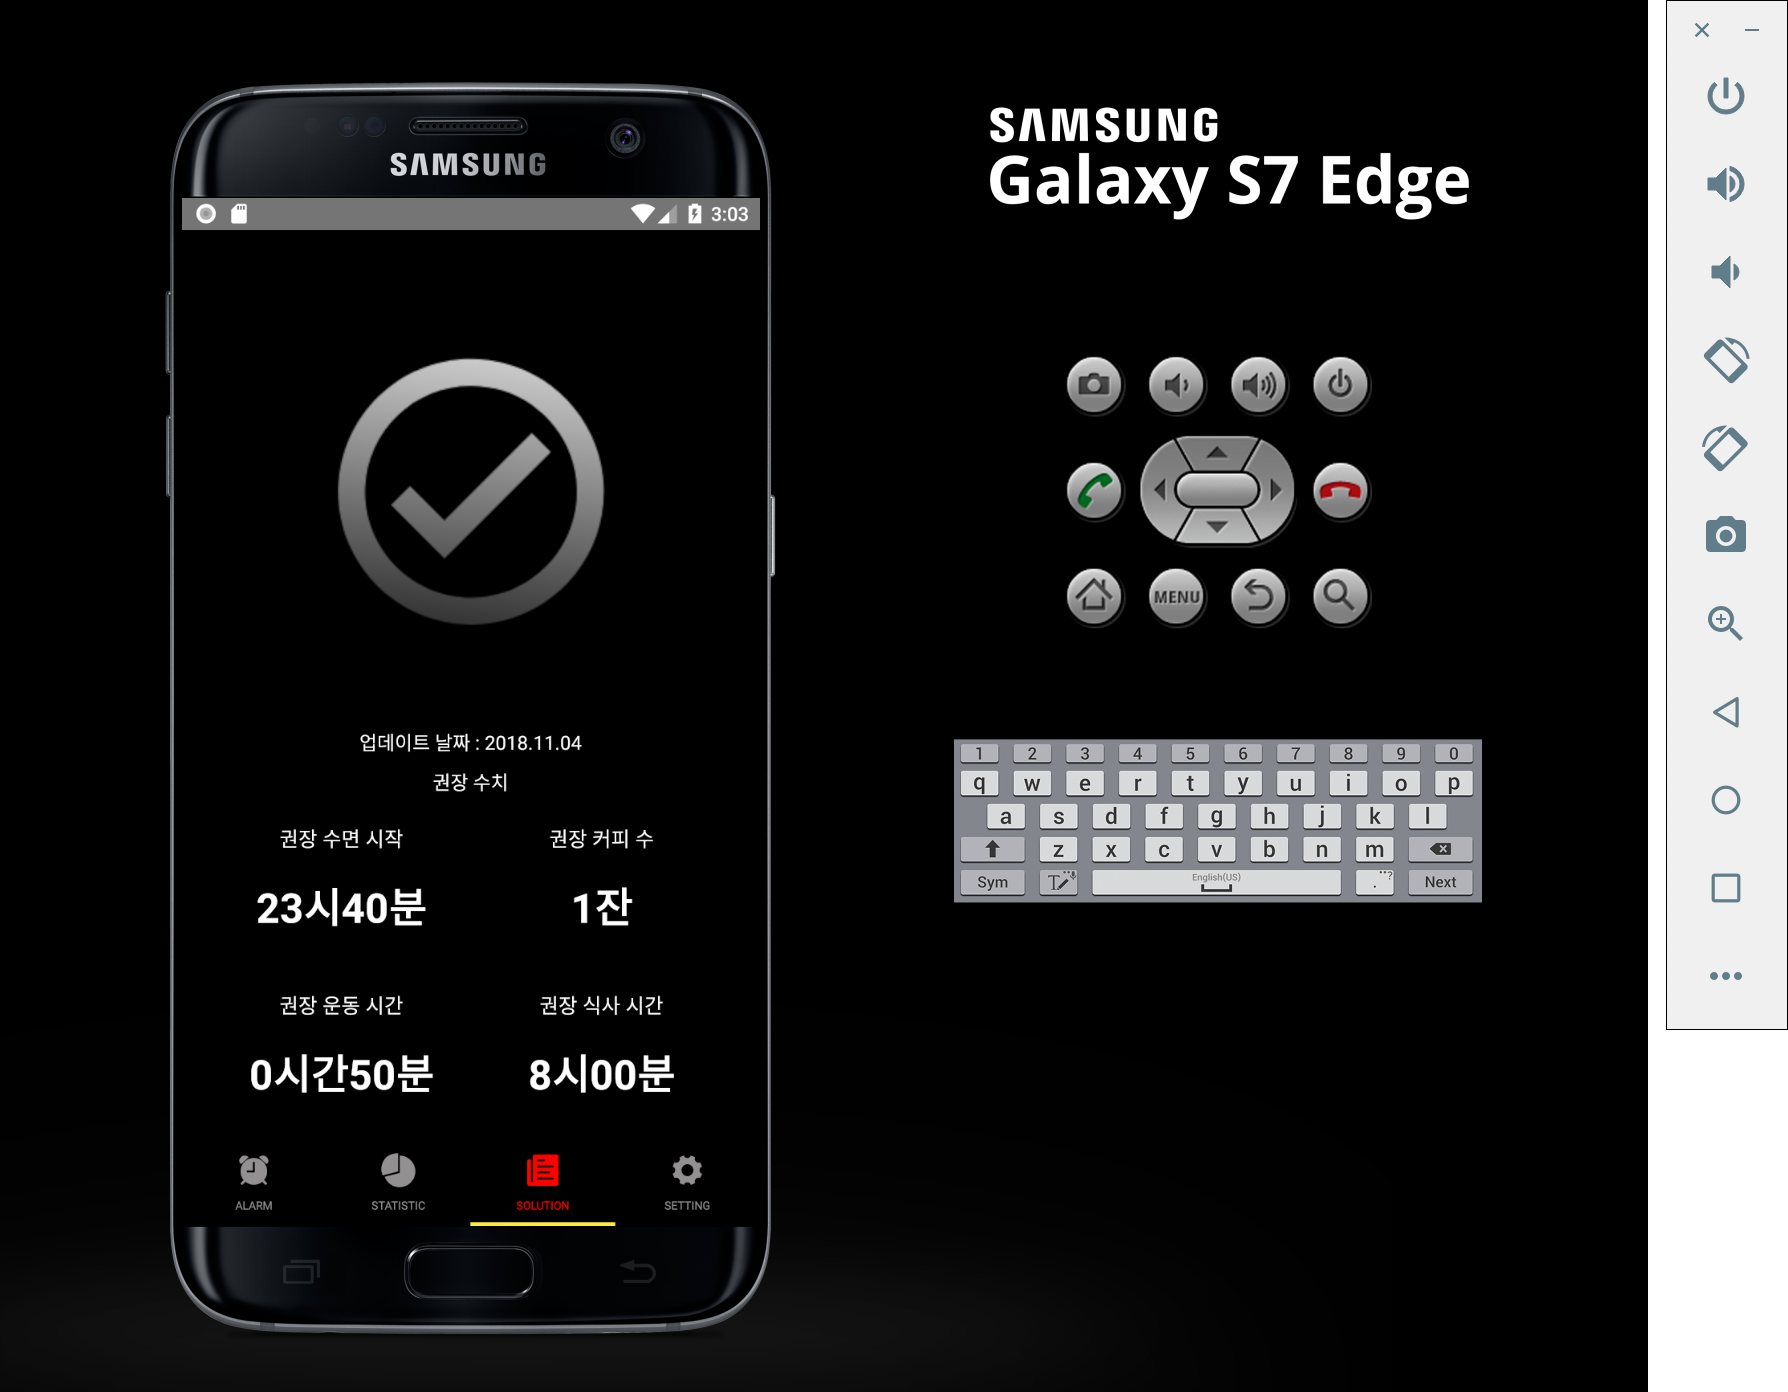 SAMSUNG
3:03
업데이트 날짜 : 2018.11.04
권장 수치
권장 수면 시작
권장 커피 수
23시40분
1잔
권장 운동 시간
권장 식사 시간
0시간50분
8시00분
ALARM
STATISTIC
SOLUTION
SETTING
SAMSUNG
Galaxy S7 Edge
MENU
1 2 3 4 5 6 7 8 9 0
q w e r t y u i o p
a s d f g h j k l
z x c v b n m
Sym
T
English(US)
. ?
Next